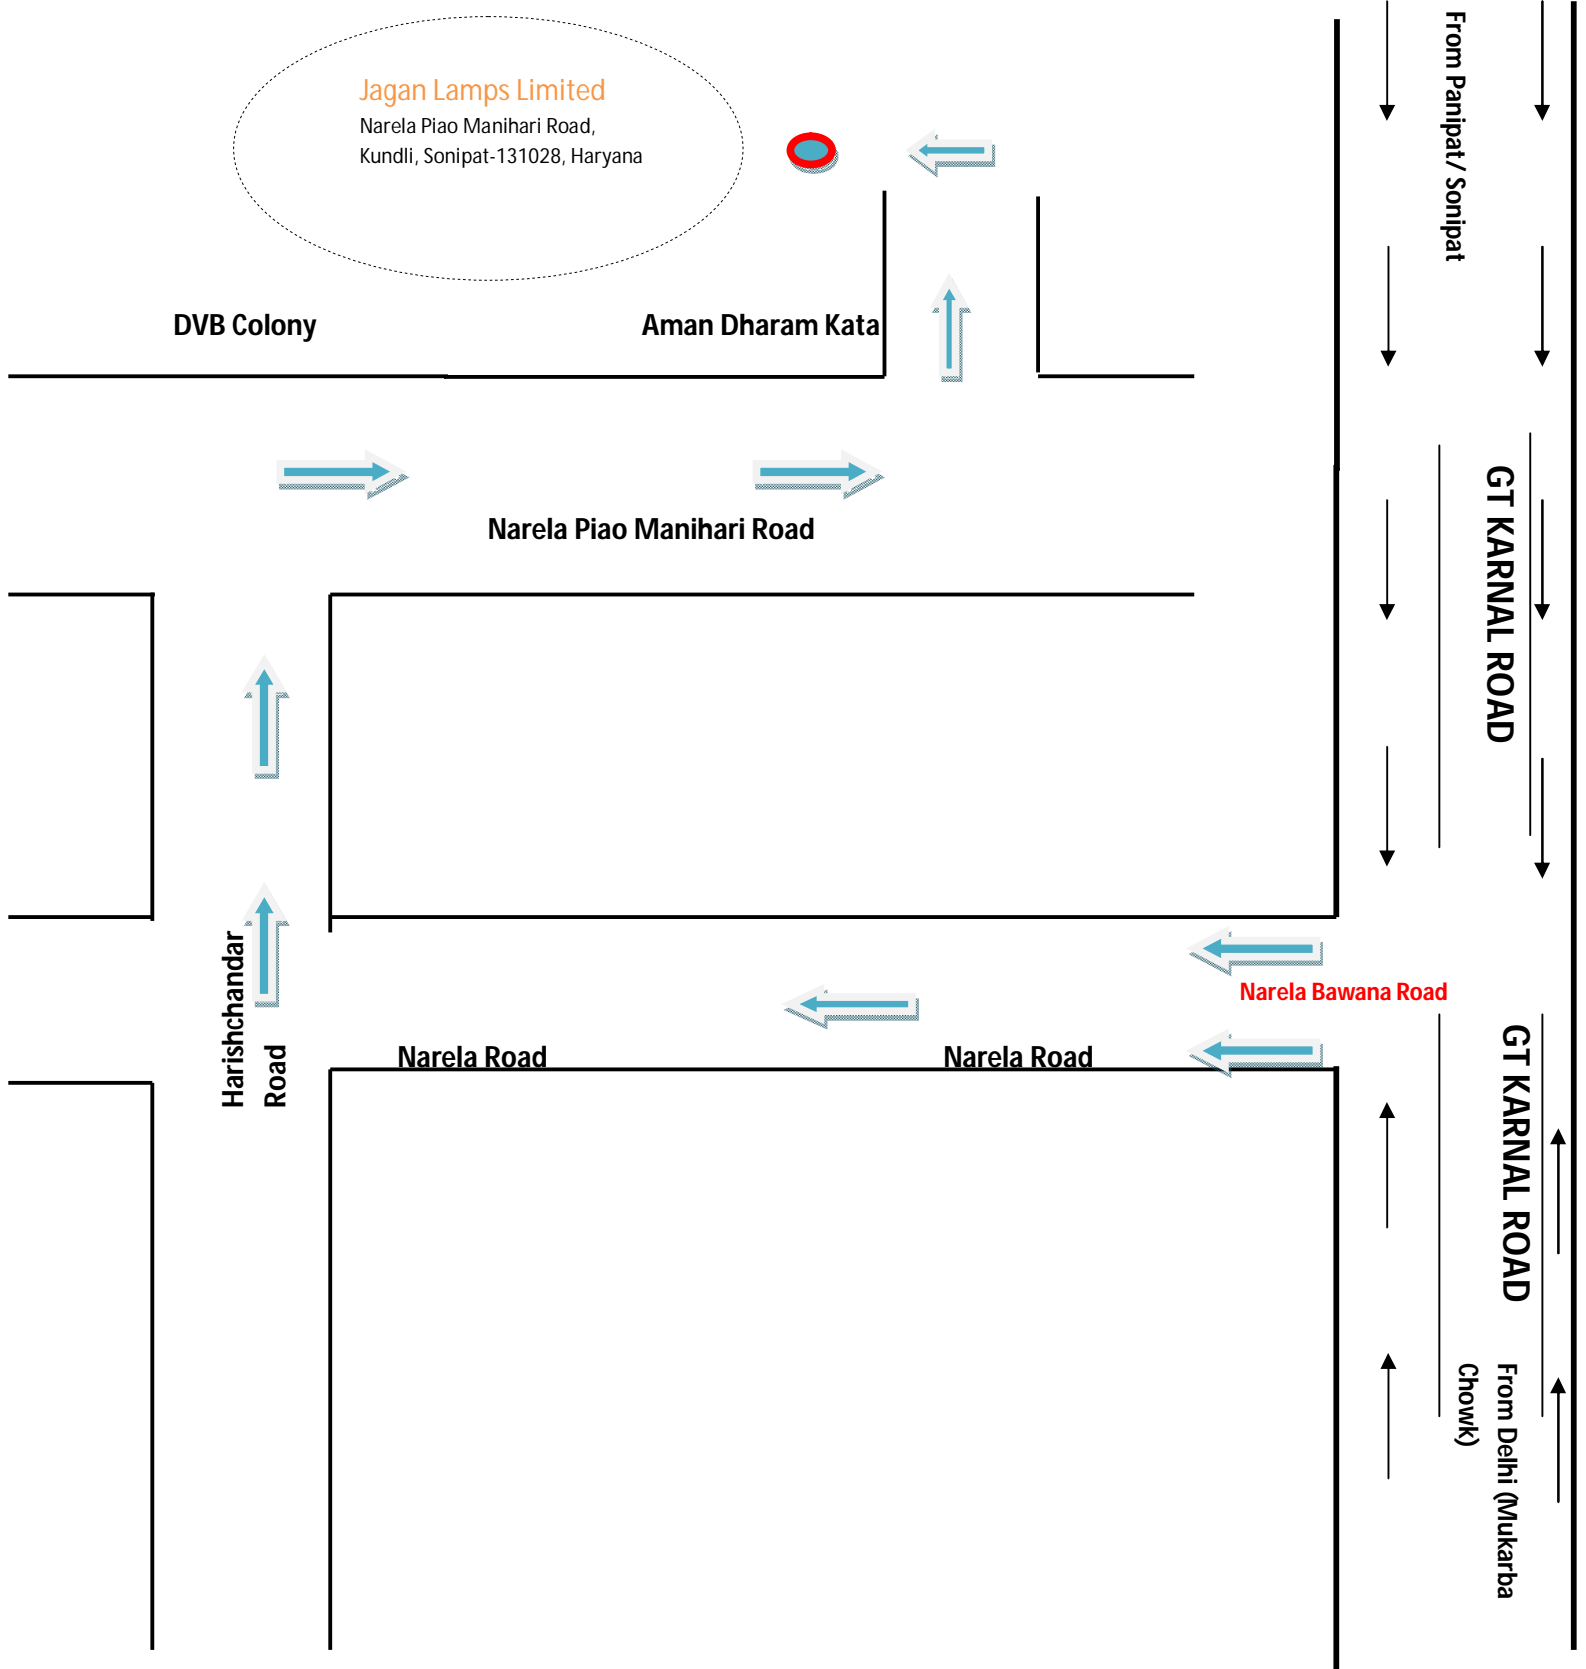 Jagan Lamps Limited
Narela Piao Manihari Road,
Kundli, Sonipat-131028, Haryana
From Panipat/ Sonipat
DVB Colony
Aman Dharam Kata
GT KARNAL ROAD
Narela Piao Manihari Road
Harishchandar
Road
Narela Bawana Road
Narela Road
Narela Road
GT KARNAL ROAD
From Delhi (Mukarba
Chowk)